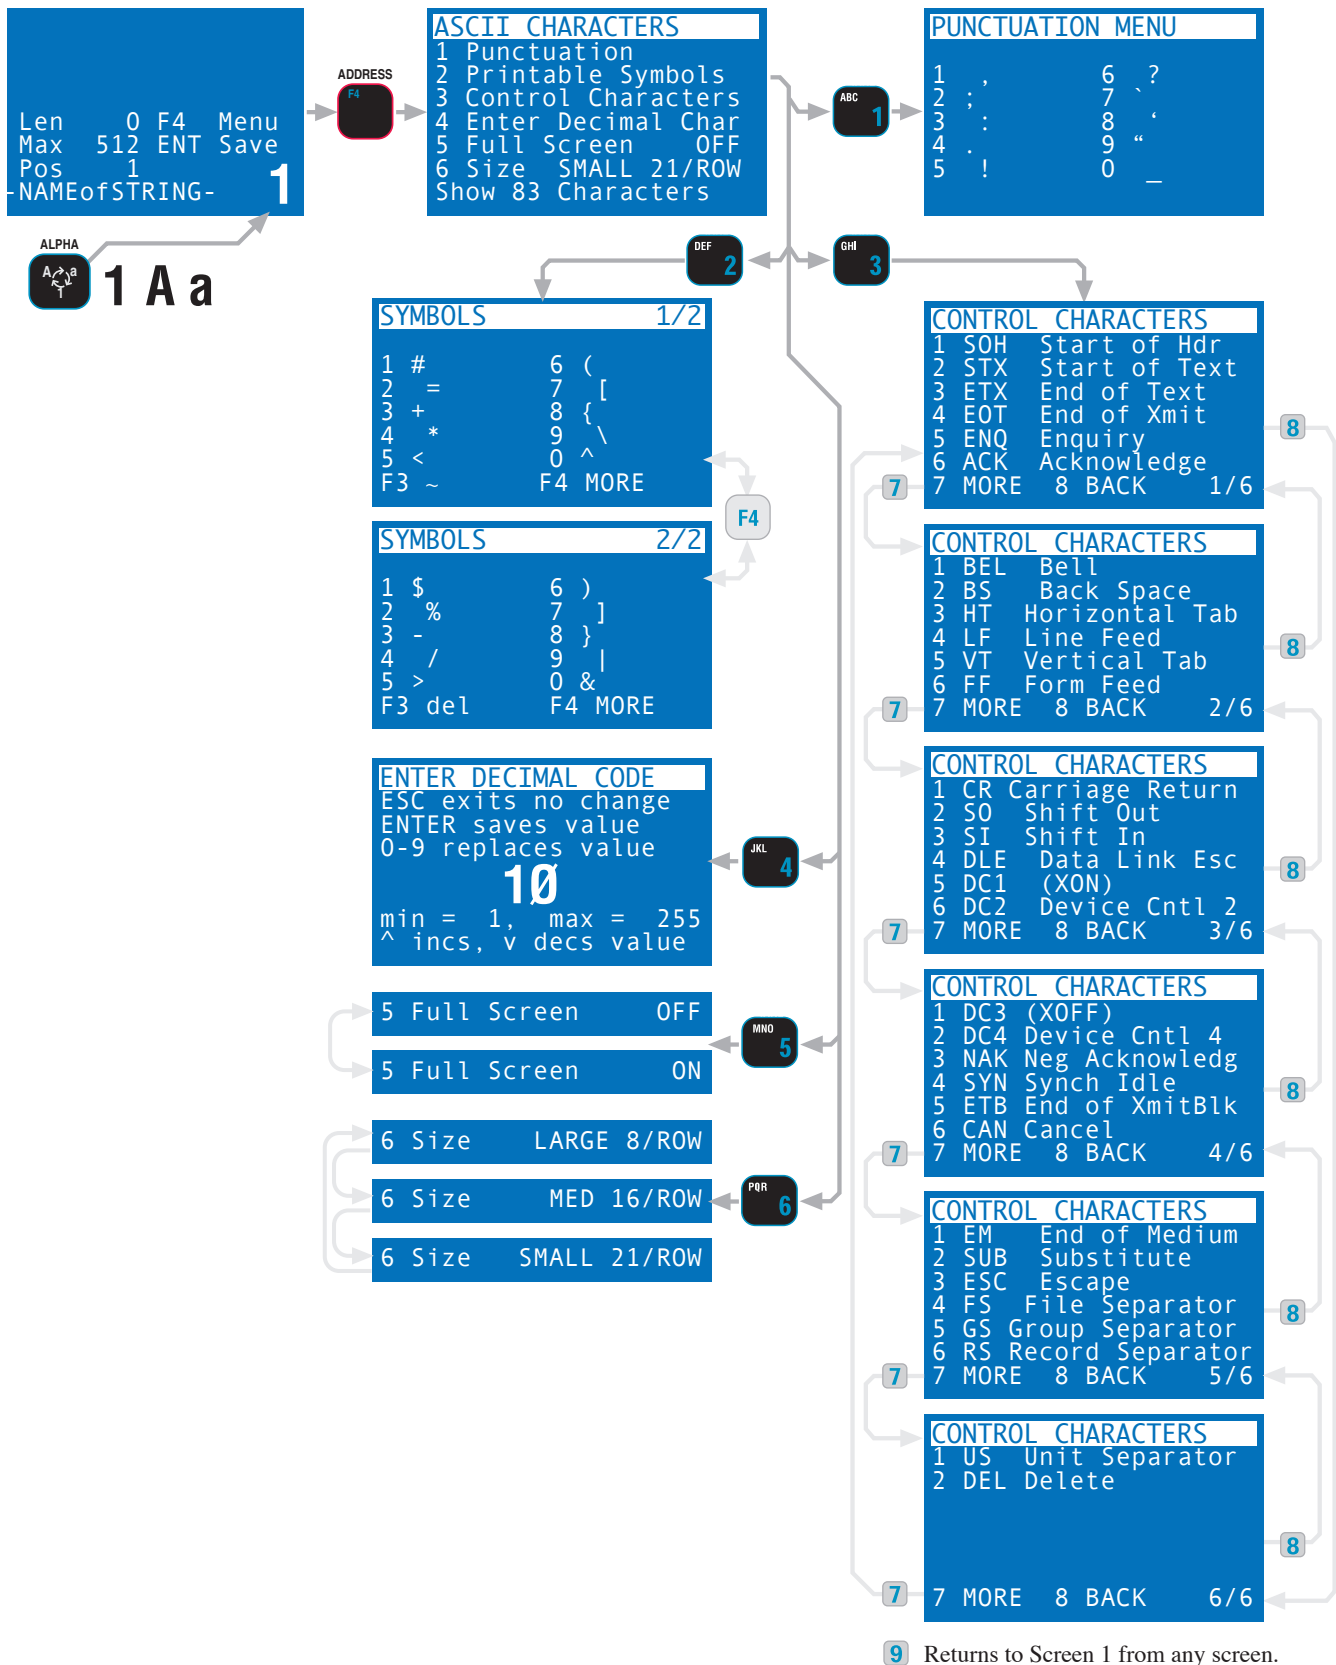 Len 0 F4 Menu
Max 512 ENT Save
Pos 1
-NAMEofSTRING-
1
ADDRESS
F4
ALPHA
A a 1
1 A a
ASCII CHARACTERS
1 Punctuation
2 Printable Symbols
3 Control Characters
4 Enter Decimal Char
5 Full Screen OFF
6 Size SMALL 21/ROW
Show 83 Characters
ABC 1
PUNCTUATION MENU
1 , 6 ?
2 ; 7 `
3 : 8 ‘
4 . 9 “
5 ! 0 _
DEF 2
GHI 3
SYMBOLS 1/2
1 # 6 (
2 = 7 [
3 + 8 {
4 * 9 \
5 < 0 ^
F3 ~ F4 MORE
F4
SYMBOLS 2/2
1 $ 6 )
2 % 7 ]
3 - 8 }
4 / 9 |
5 > 0 &
F3 del F4 MORE
ENTER DECIMAL CODE
ESC exits no change
ENTER saves value
0-9 replaces value
1Ø
min = 1, max = 255
^ incs, v decs value
JKL 4
5 Full Screen OFF
5 Full Screen ON
MNO 5
6 Size LARGE 8/ROW
6 Size MED 16/ROW
6 Size SMALL 21/ROW
PQR 6
CONTROL CHARACTERS
1 SOH Start of Hdr
2 STX Start of Text
3 ETX End of Text
4 EOT End of Xmit
5 ENQ Enquiry
6 ACK Acknowledge
7 MORE 8 BACK 1/6
7
8
CONTROL CHARACTERS
1 BEL Bell
2 BS Back Space
3 HT Horizontal Tab
4 LF Line Feed
5 VT Vertical Tab
6 FF Form Feed
7 MORE 8 BACK 2/6
7
8
CONTROL CHARACTERS
1 CR Carriage Return
2 SO Shift Out
3 SI Shift In
4 DLE Data Link Esc
5 DC1 (XON)
6 DC2 Device Cntl 2
7 MORE 8 BACK 3/6
7
8
CONTROL CHARACTERS
1 DC3 (XOFF)
2 DC4 Device Cntl 4
3 NAK Neg Acknowledg
4 SYN Synch Idle
5 ETB End of XmitBlk
6 CAN Cancel
7 MORE 8 BACK 4/6
7
8
CONTROL CHARACTERS
1 EM End of Medium
2 SUB Substitute
3 ESC Escape
4 FS File Separator
5 GS Group Separator
6 RS Record Separator
7 MORE 8 BACK 5/6
7
8
CONTROL CHARACTERS
1 US Unit Separator
2 DEL Delete
7 MORE 8 BACK 6/6
7
8
9 Returns to Screen 1 from any screen.